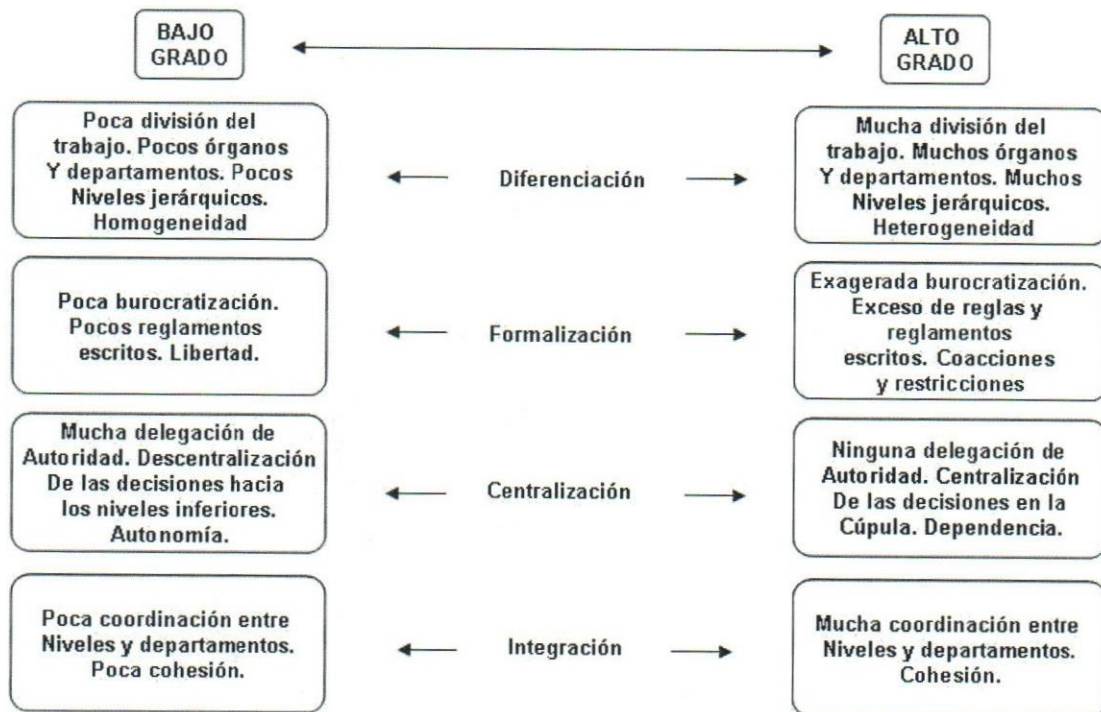 BAJO
GRADO
ALTO
GRADO
Poca división del
trabajo. Pocos órganos
Y departamentos. Pocos
Niveles jerárquicos.
Homogeneidad
Diferenciación
Mucha división del
trabajo. Muchos órganos
Y departamentos. Muchos
Niveles jerárquicos.
Heterogeneidad
Poca burocratización.
Pocos reglamentos
escritos. Libertad.
Formalización
Exagerada burocratización.
Exceso de reglas y
reglamentos
escritos. Coacciones
y restricciones
Mucha delegación de
Autoridad. Descentralización
De las decisiones hacia
los niveles inferiores.
Autonomía.
Centralización
Ninguna delegación de
Autoridad. Centralización
De las decisiones en la
Cúpula. Dependencia.
Poca coordinación entre
Niveles y departamentos.
Poca cohesión.
Integración
Mucha coordinación entre
Niveles y departamentos.
Cohesión.